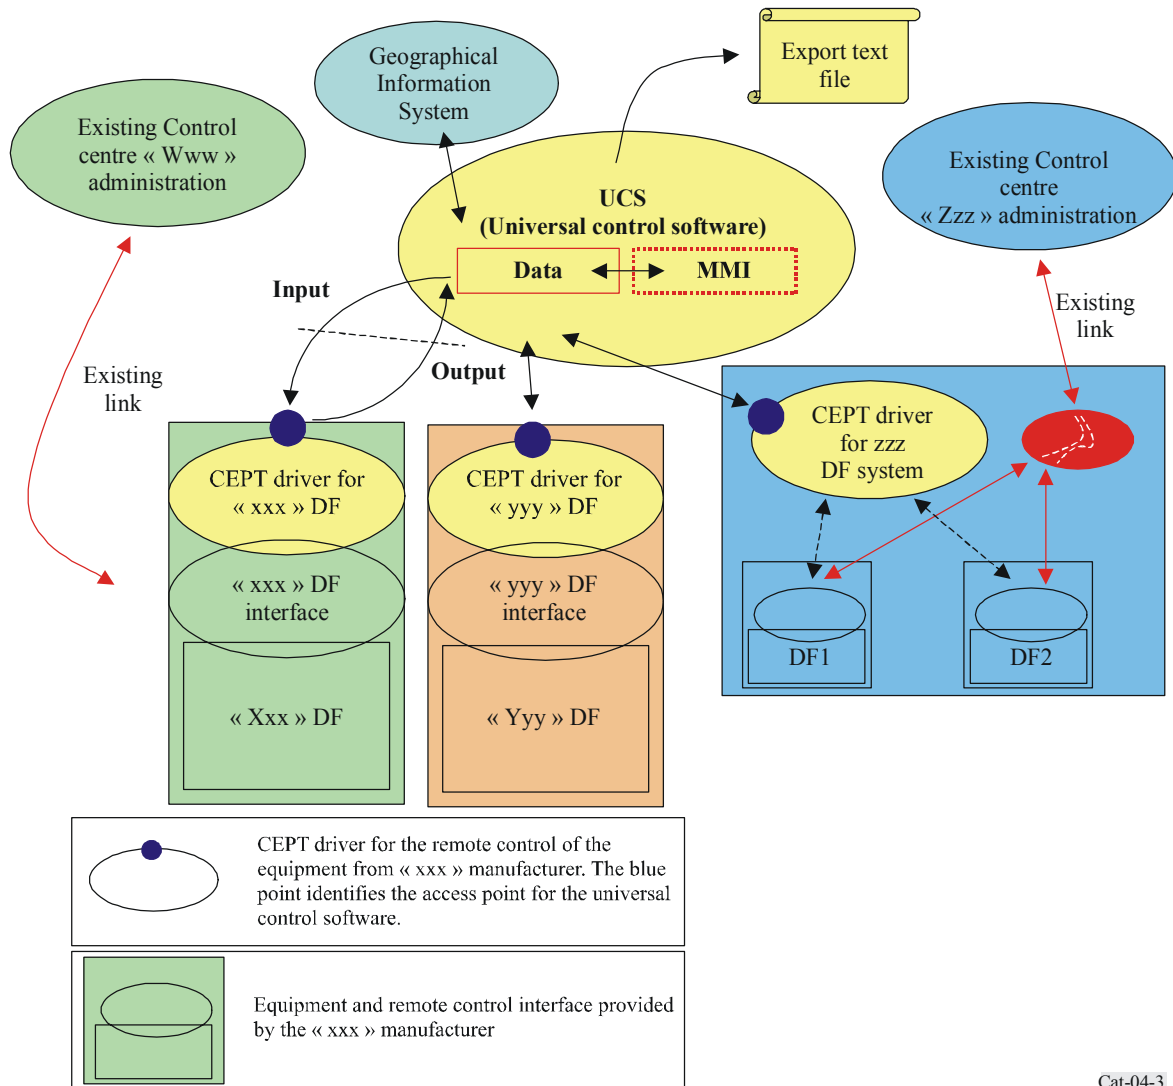 Geographical
Information
System
Export text
file
Existing Control
centre « Www »
administration
Existing Control
centre
« Zzz » administration
UCS
(Universal control software)
Data
MMI
Input
Output
Existing
link
Existing
link
CEPT driver for
« xxx » DF
CEPT driver for
« yyy » DF
CEPT driver
for zzz
DF system
« xxx » DF
interface
« yyy » DF
interface
DF1
DF2
« Xxx » DF
« Yyy » DF
CEPT driver for the remote control of the
equipment from « xxx » manufacturer. The blue
point identifies the access point for the universal
control software.
Equipment and remote control interface provided
by the « xxx » manufacturer
Cat-04-3